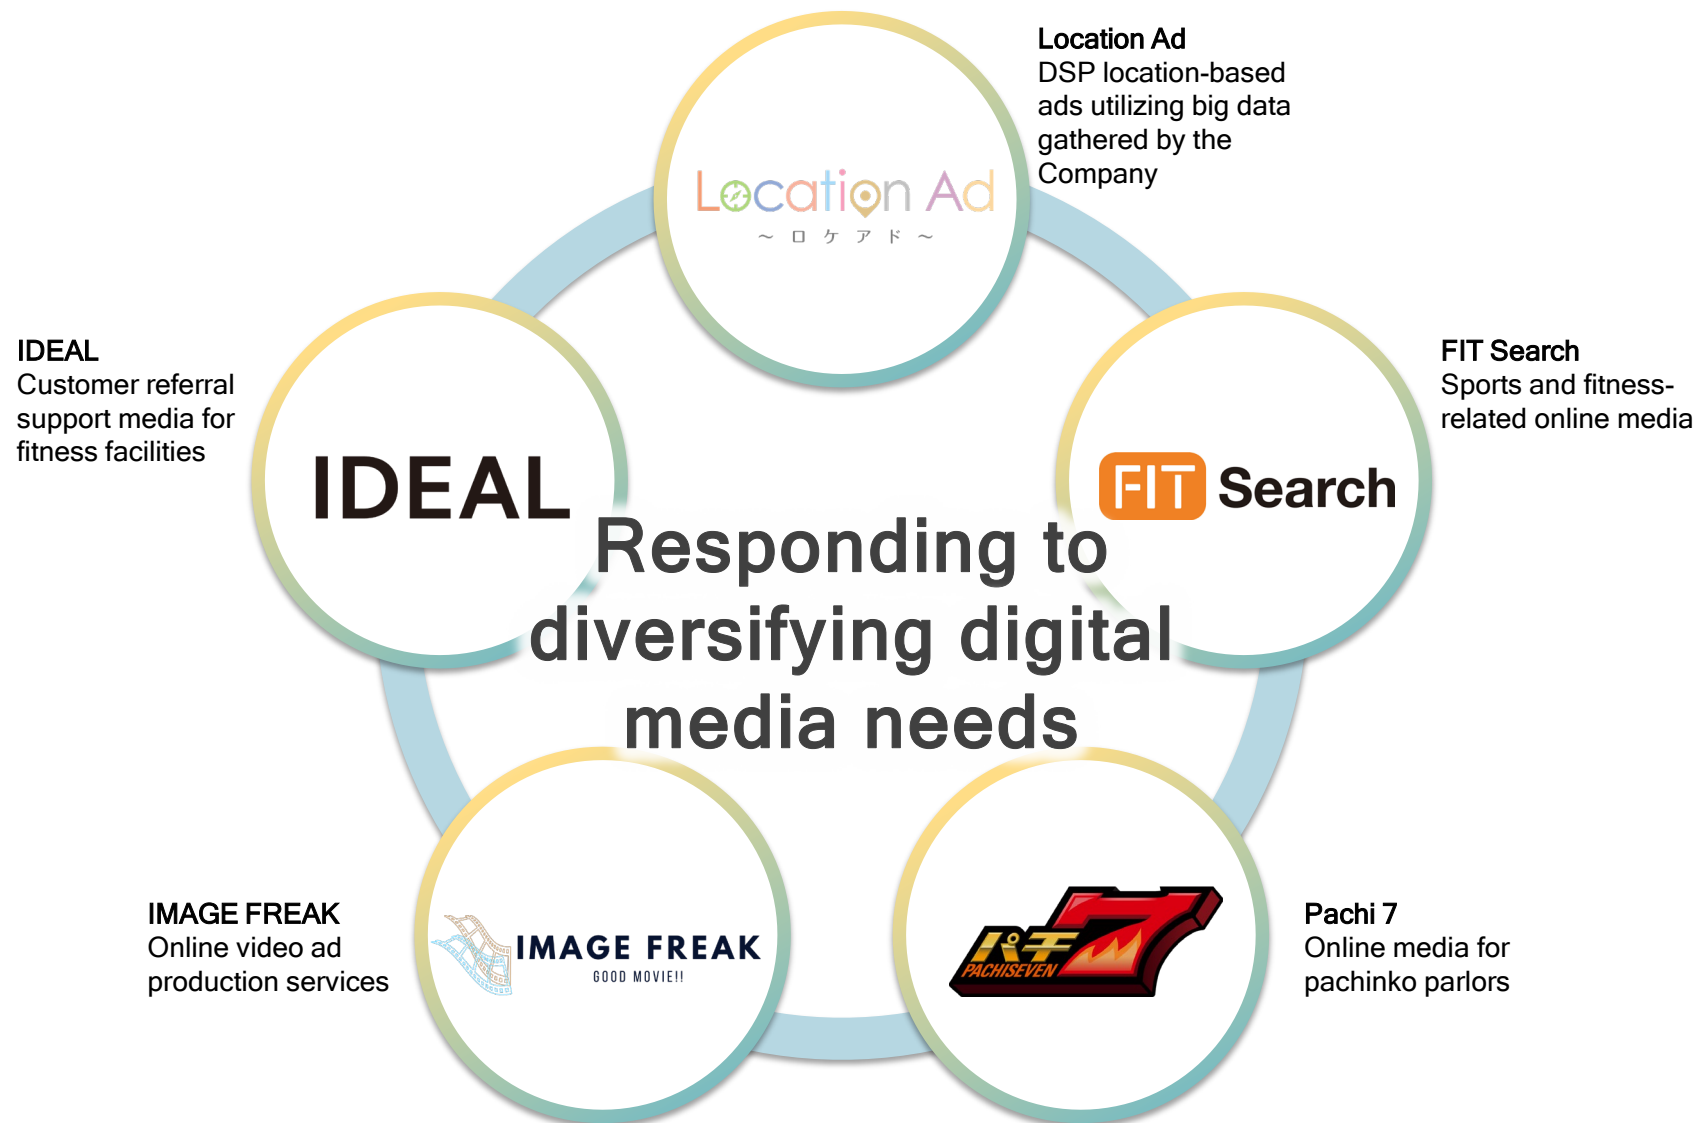 Location Ad
DSP location-based
ads utilizing big data
gathered by the
Company
Location Ad
～ロケアド～
IDEAL
Customer referral
support media for
fitness facilities
IDEAL
FIT Search
FIT Search
Sports and fitness-
related online media
Responding to
diversifying digital
media needs
IMAGE FREAK
Online video ad
production services
IMAGE FREAK
GOOD MOVIE!!
パチ7
PACHISEVEN
Pachi 7
Online media for
pachinko parlors